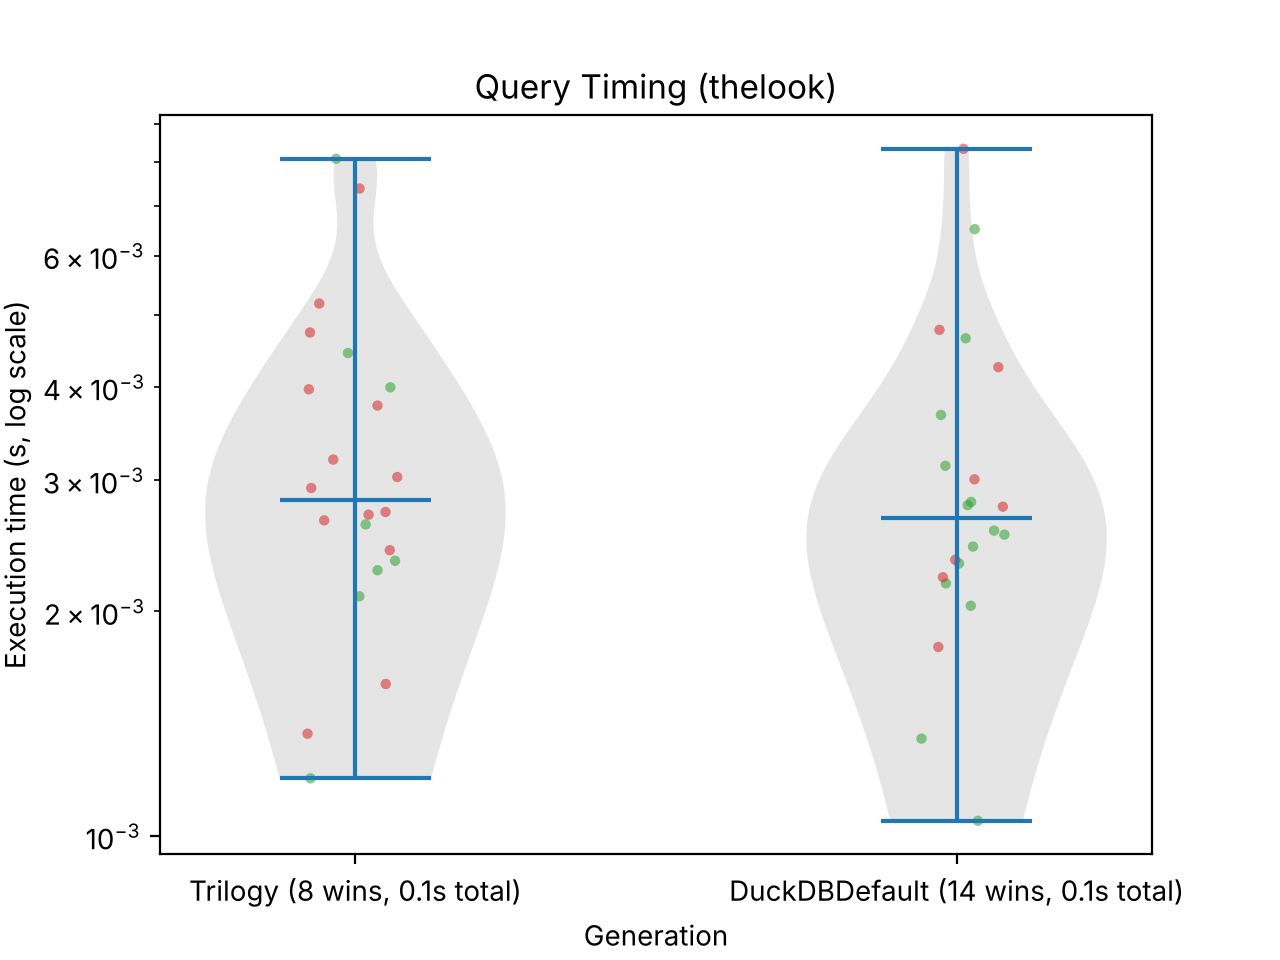 Query Timing (thelook)
Execution time (s, log scale)
6 × 10⁻³
4 × 10⁻³
3 × 10⁻³
2 × 10⁻³
10⁻³
Trilogy (8 wins, 0.1s total)
DuckDBDefault (14 wins, 0.1s total)
Generation